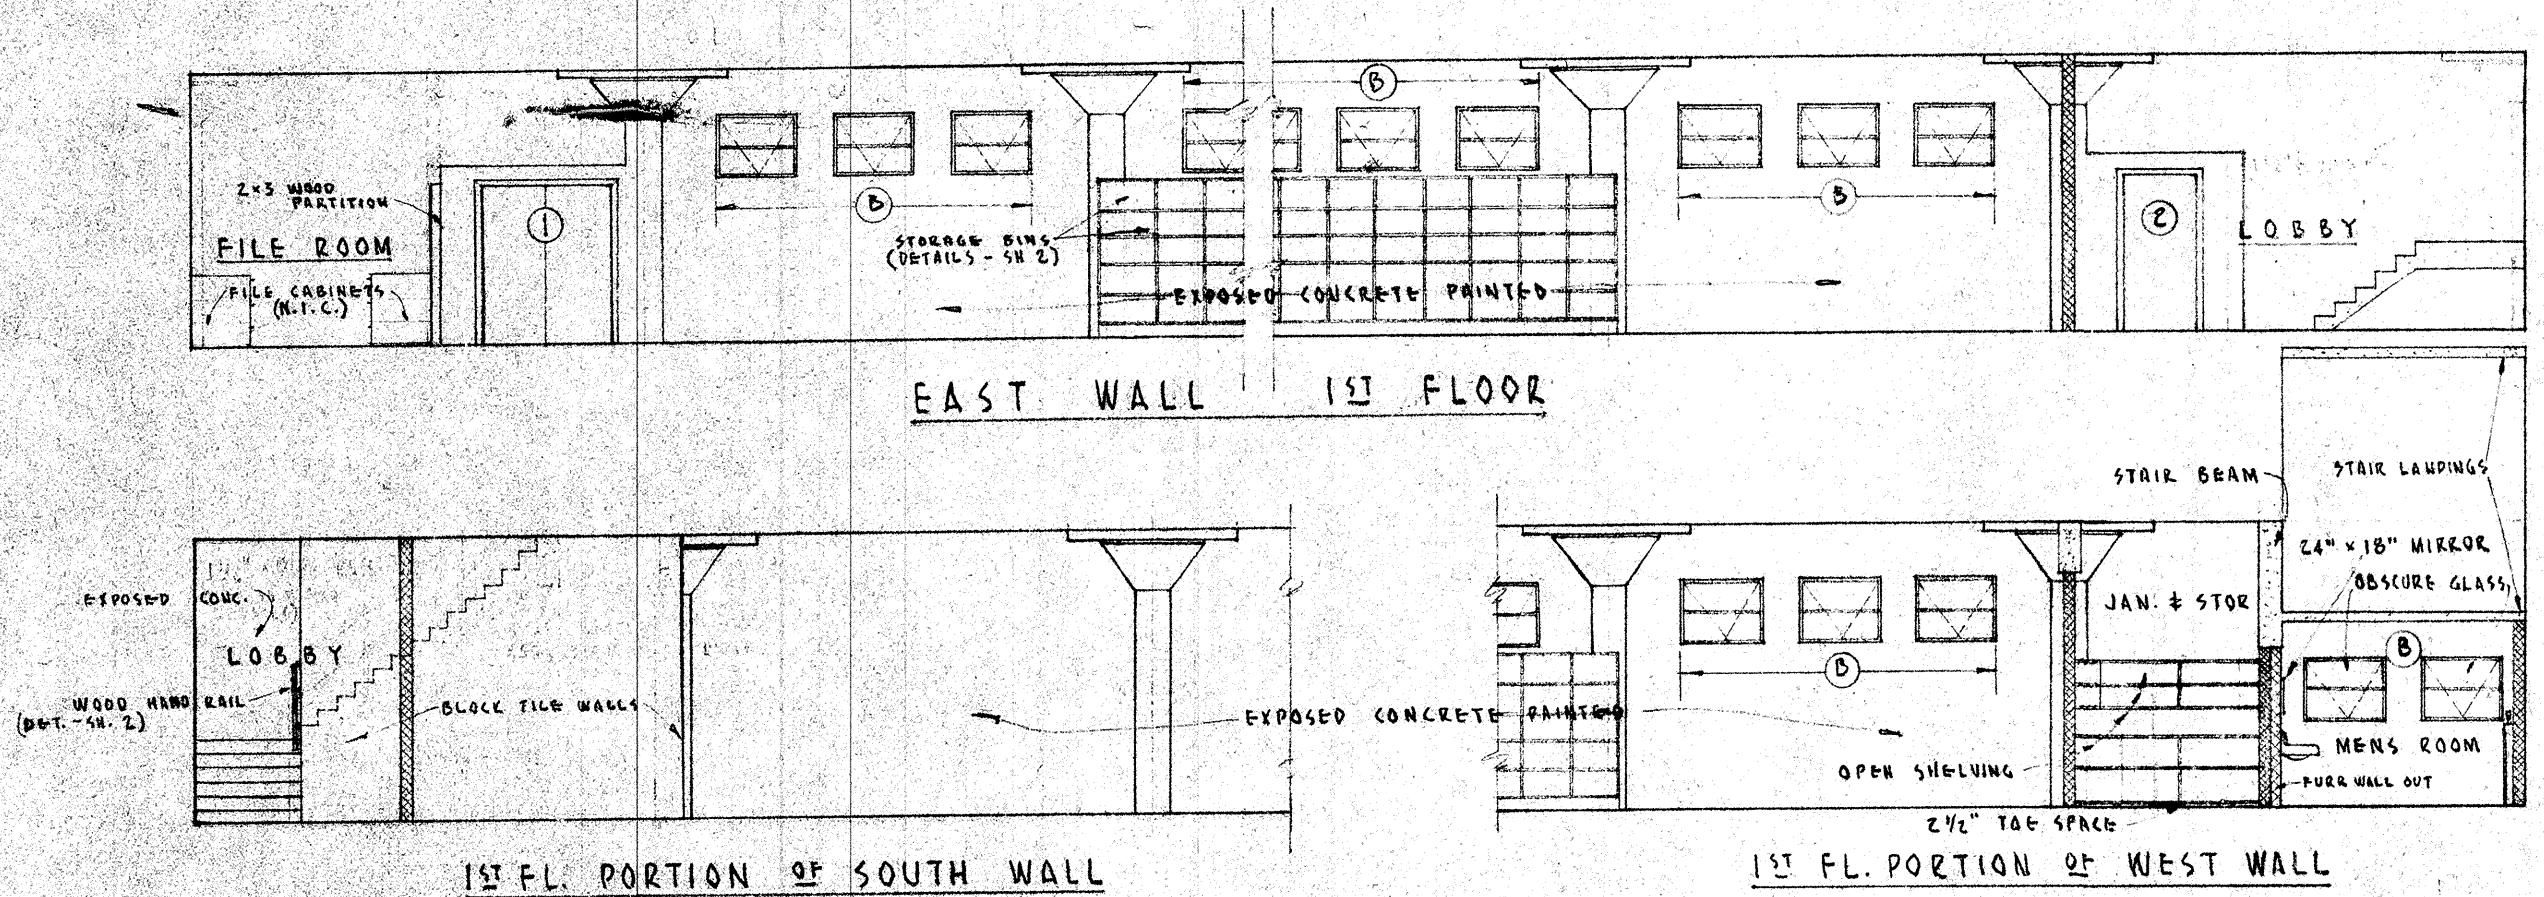 B
2×3 WOOD
PARTITION
1
B
B
2
FILE ROOM
STORAGE BINS
(DETAILS - SH 2)
LOBBY
FILE CABINETS
(N.I.C.)
EXPOSED CONCRETE PAINTED
EAST WALL 1ST FLOOR
STAIR BEAM
STAIR LANDINGS
24" × 18" MIRROR
OBSCURE GLASS
EXPOSED CONC.
JAN. & STOR
LOBBY
B
B
WOOD HAND RAIL
(DET. - SH. 2)
BLOCK TILE WALLS
EXPOSED CONCRETE PAINTED
MENS ROOM
OPEN SHELVING
FURR WALL OUT
2 1/2" TOE SPACE
1ST FL. PORTION OF SOUTH WALL
1ST FL. PORTION OF WEST WALL